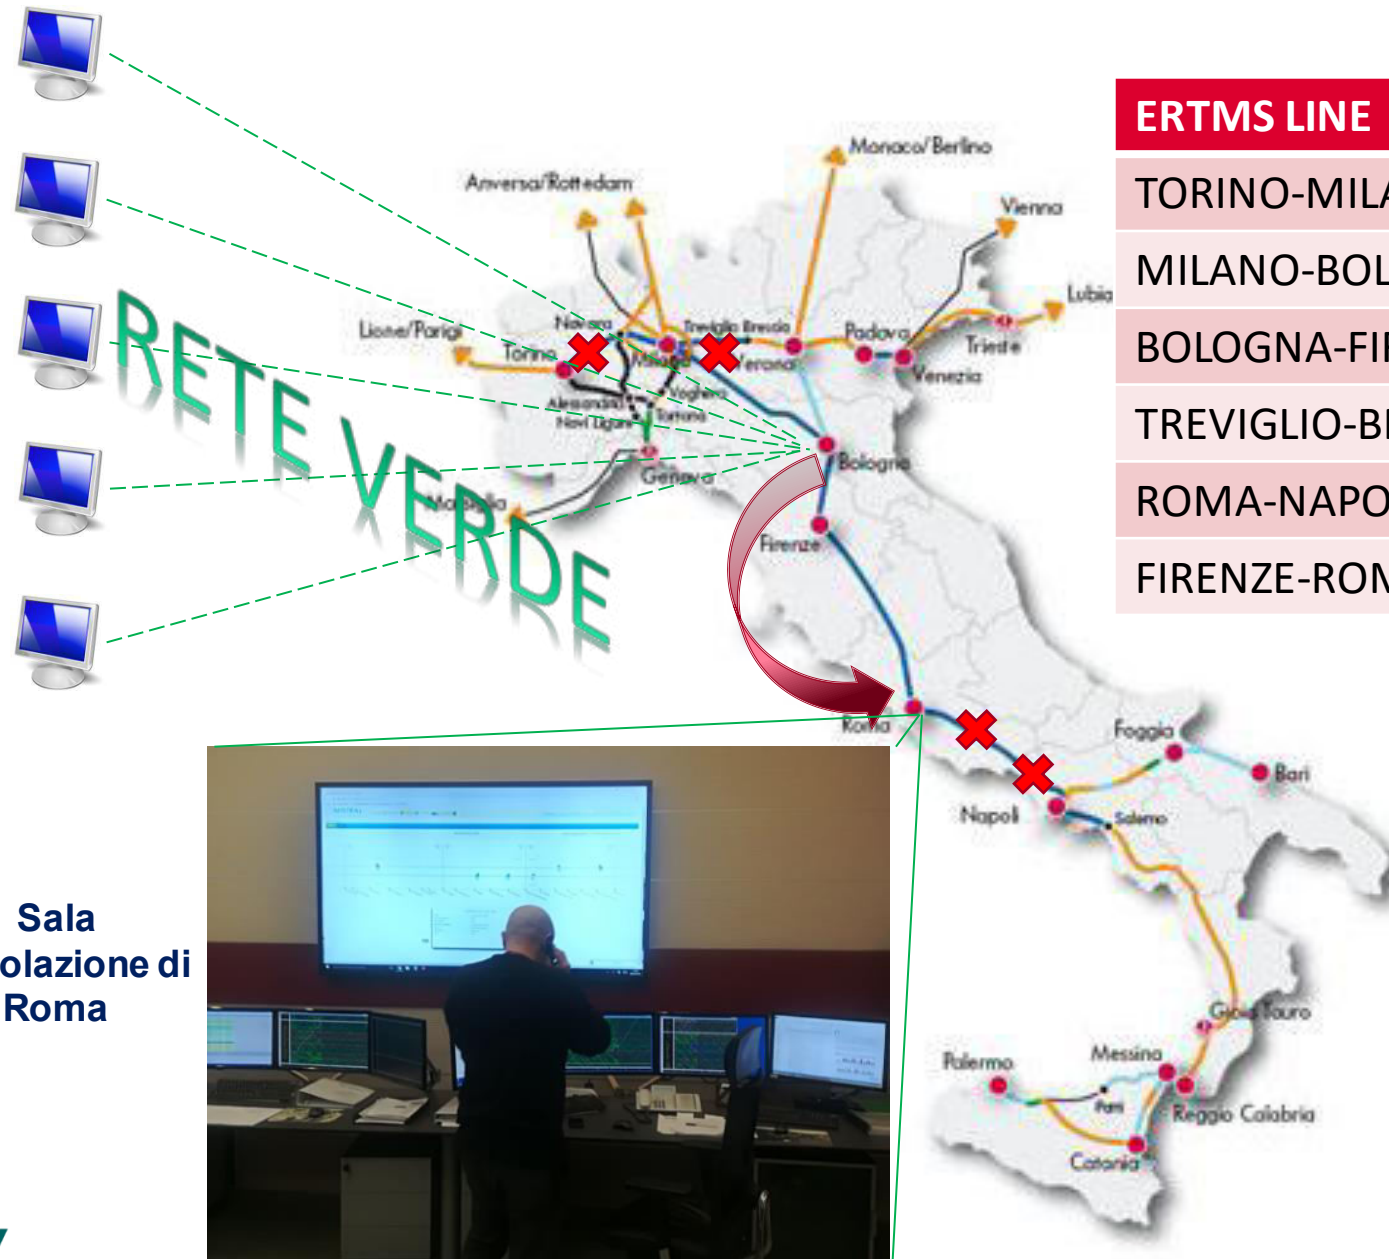 ERTMS LINE
TORINO-MILA
MILANO-BOL
BOLOGNA-FI
TREVIGLIO-B
ROMA-NAPO
FIRENZE-ROM
RETE VERDE
Monaco/Berlino
Anversa/Rottedam
Vienna
Lubia
Lione/Parigi
Novara
Treviglio Brescia
Padova
Trieste
Torino
Milano
Verona
Venezia
Alessandria
Voghera
Novi Ligure
Tortona
Genova
Bologna
Marsiglia
Firenze
Roma
Foggia
Bari
Napoli
Salerno
Gioia Tauro
Palermo
Messina
Patti
Reggio Calabria
Catania
Sala
olazione di
Roma